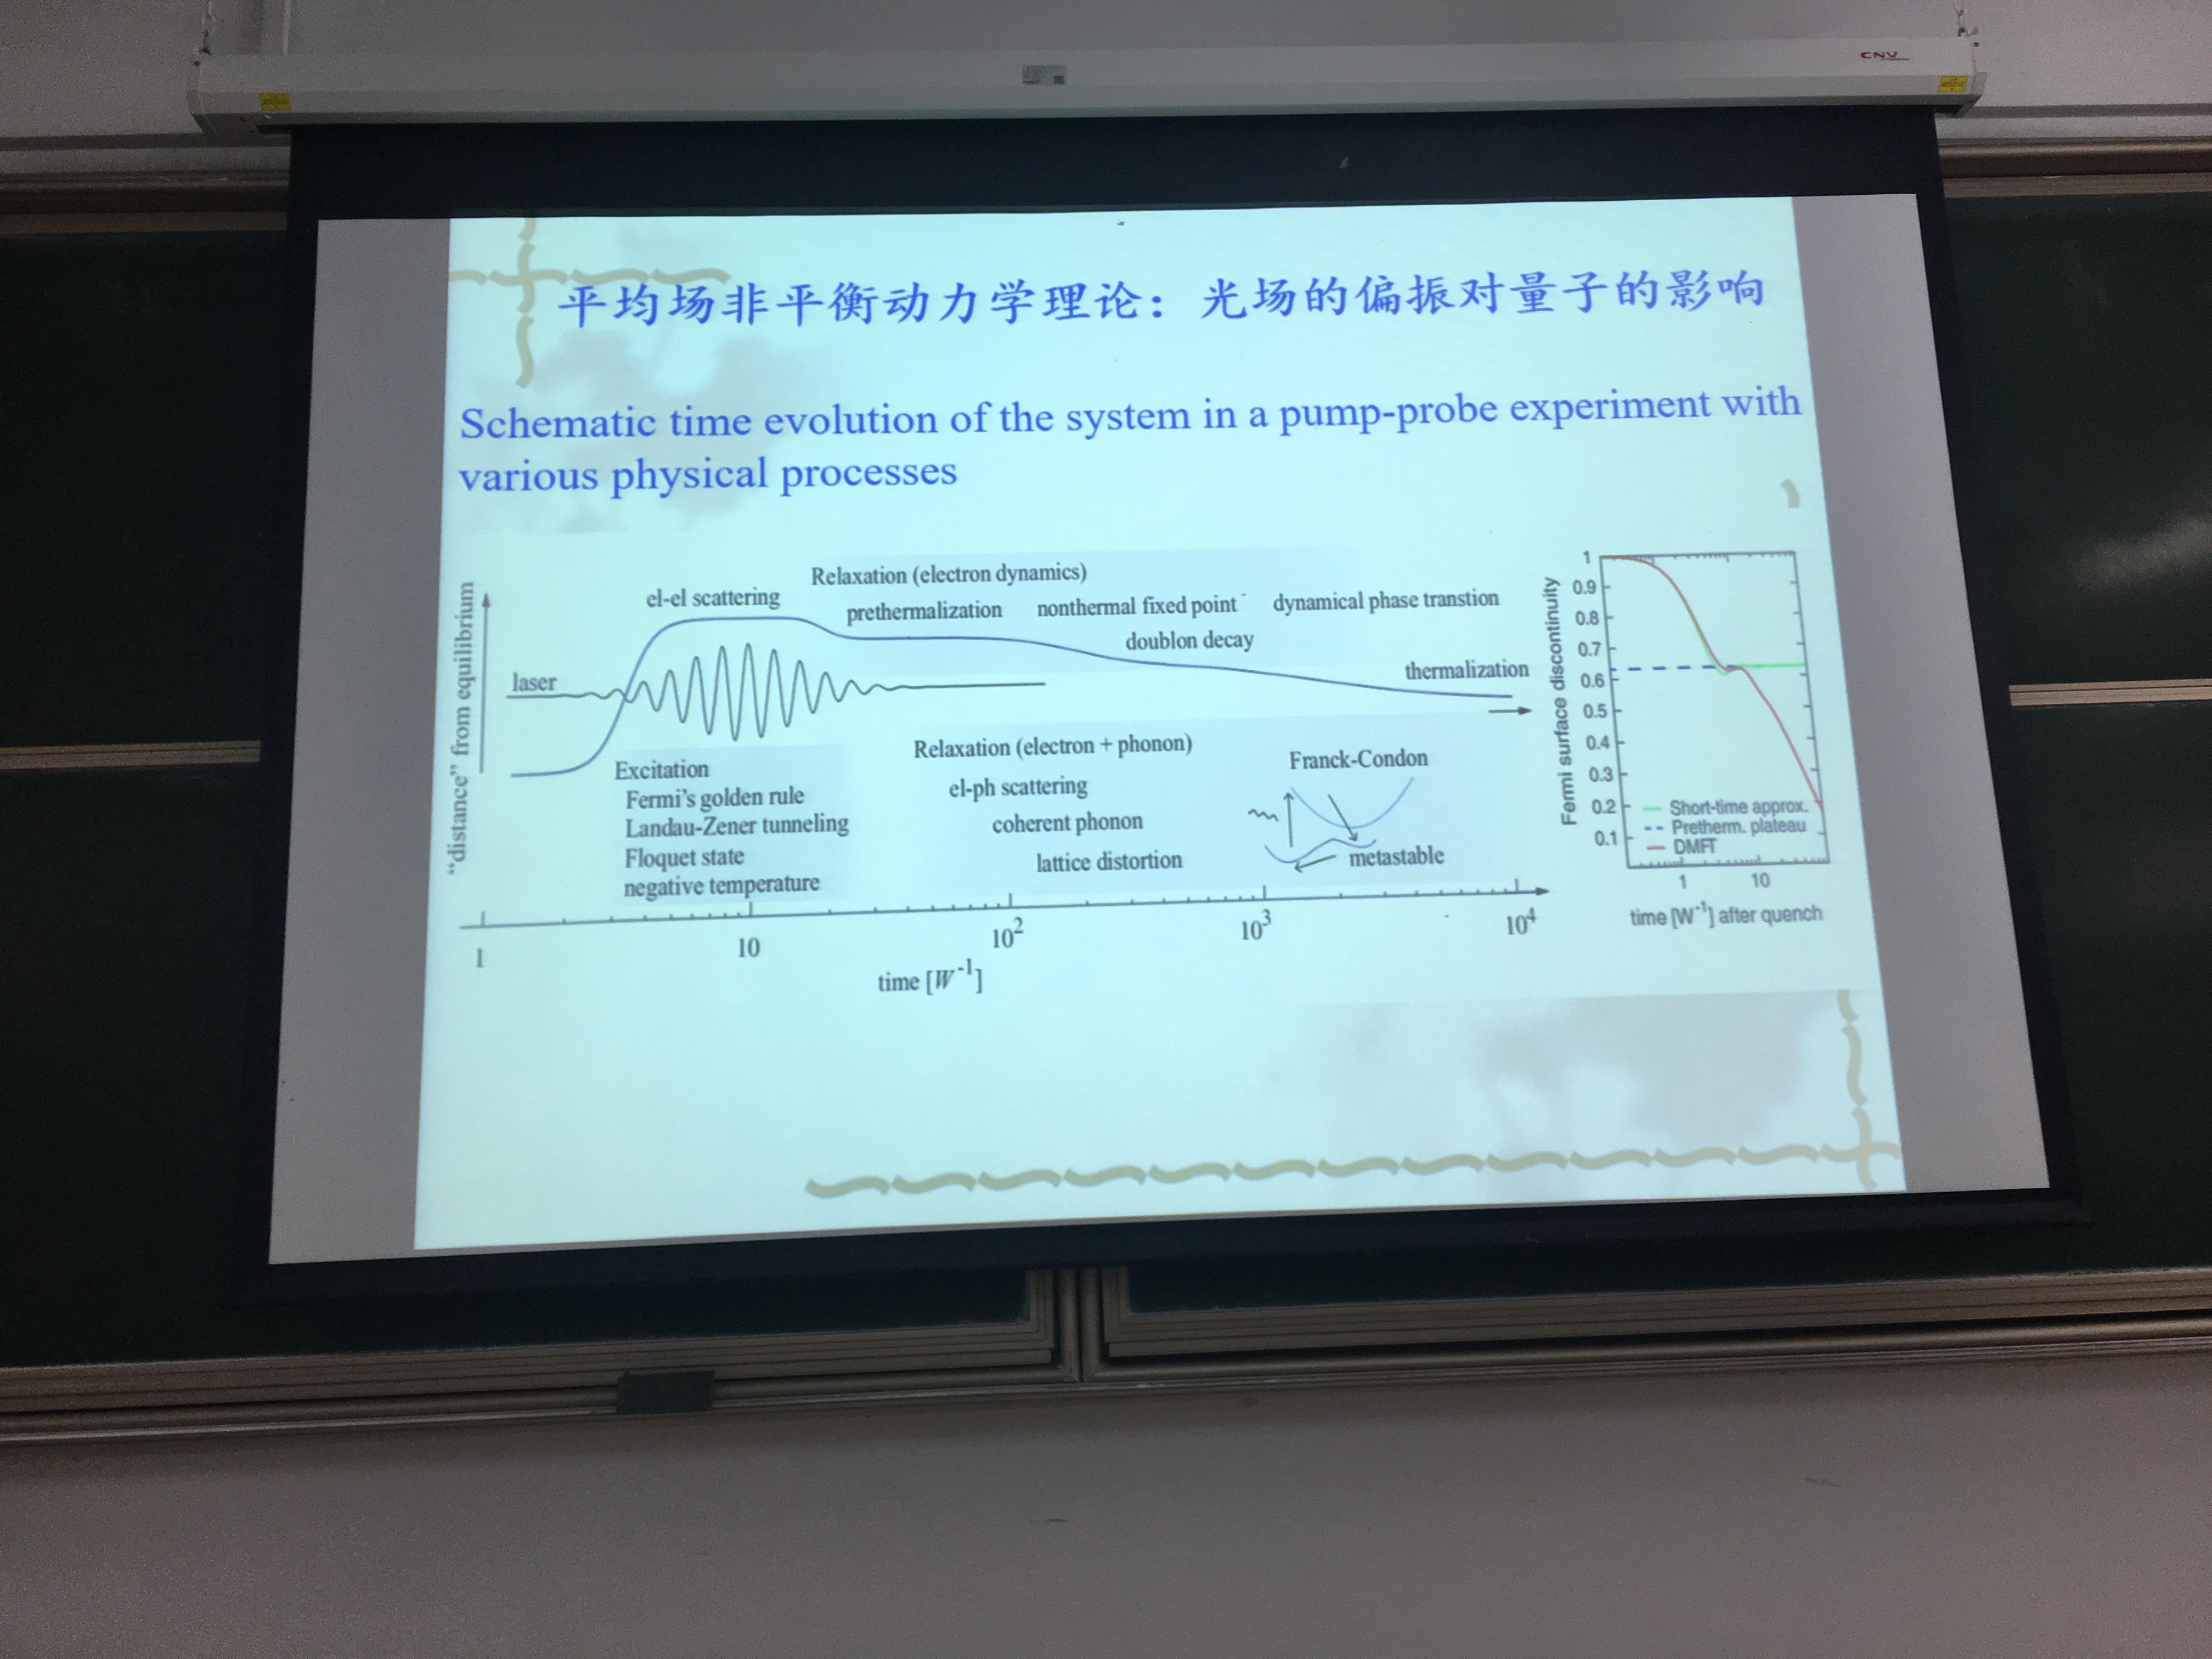 CNV
平均场非平衡动力学理论：光场的偏振对量子的影响
Schematic time evolution of the system in a pump-probe experiment with
various physical processes
"distance" from equilibrium
laser
el-el scattering
Relaxation (electron dynamics)
prethermalization
nonthermal fixed point
dynamical phase transtion
doublon decay
thermalization
Excitation
Fermi's golden rule
Landau-Zener tunneling
Floquet state
negative temperature
Relaxation (electron + phonon)
el-ph scattering
coherent phonon
lattice distortion
Franck-Condon
metastable
1
10
10²
10³
10⁴
time [W⁻¹]
Fermi surface discontinuity
1
0.9
0.8
0.7
0.6
0.5
0.4
0.3
0.2
0.1
Short-time approx.
Pretherm. plateau
DMFT
1
10
time [W⁻¹] after quench